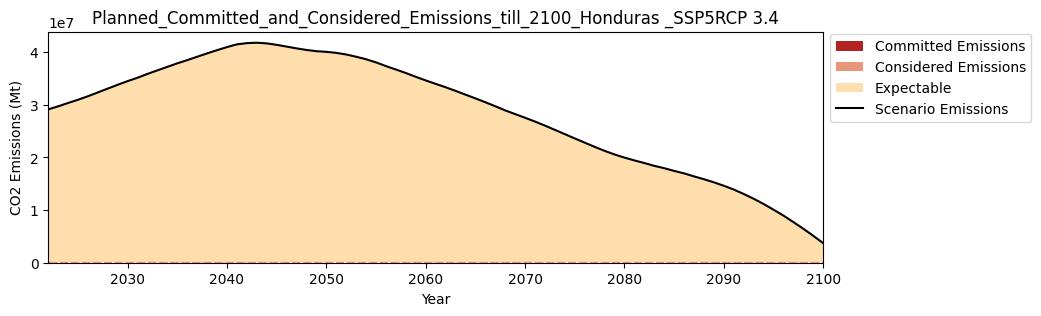 Planned_Committed_and_Considered_Emissions_till_2100_Honduras _SSP5RCP 3.4
1e7
4
3
2
1
0
CO2 Emissions (Mt)
2030 2040 2050 2060 2070 2080 2090 2100
Year
Committed Emissions
Considered Emissions
Expectable
Scenario Emissions